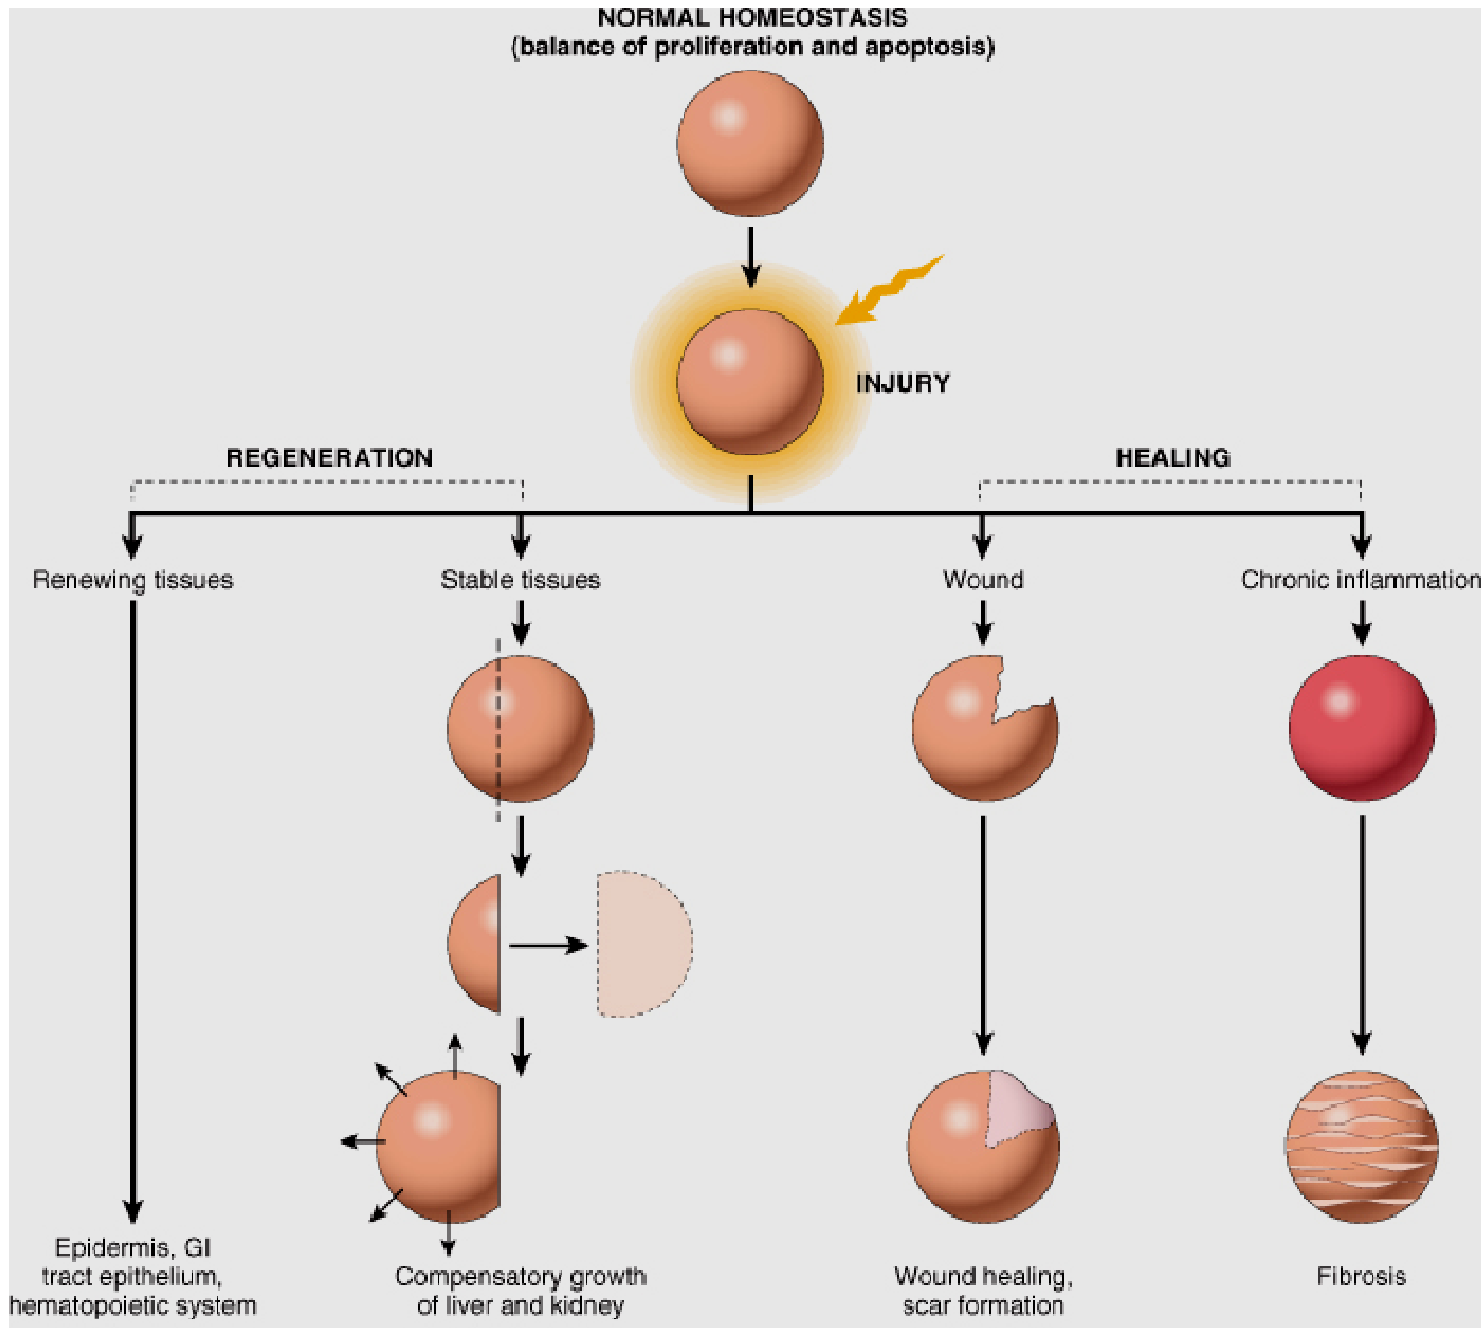 NORMAL HOMEOSTASIS
(balance of proliferation and apoptosis)
INJURY
REGENERATION
HEALING
Renewing tissues
Stable tissues
Wound
Chronic inflammation
Epidermis, GI
tract epithelium,
hematopoietic system
Compensatory growth
of liver and kidney
Wound healing,
scar formation
Fibrosis